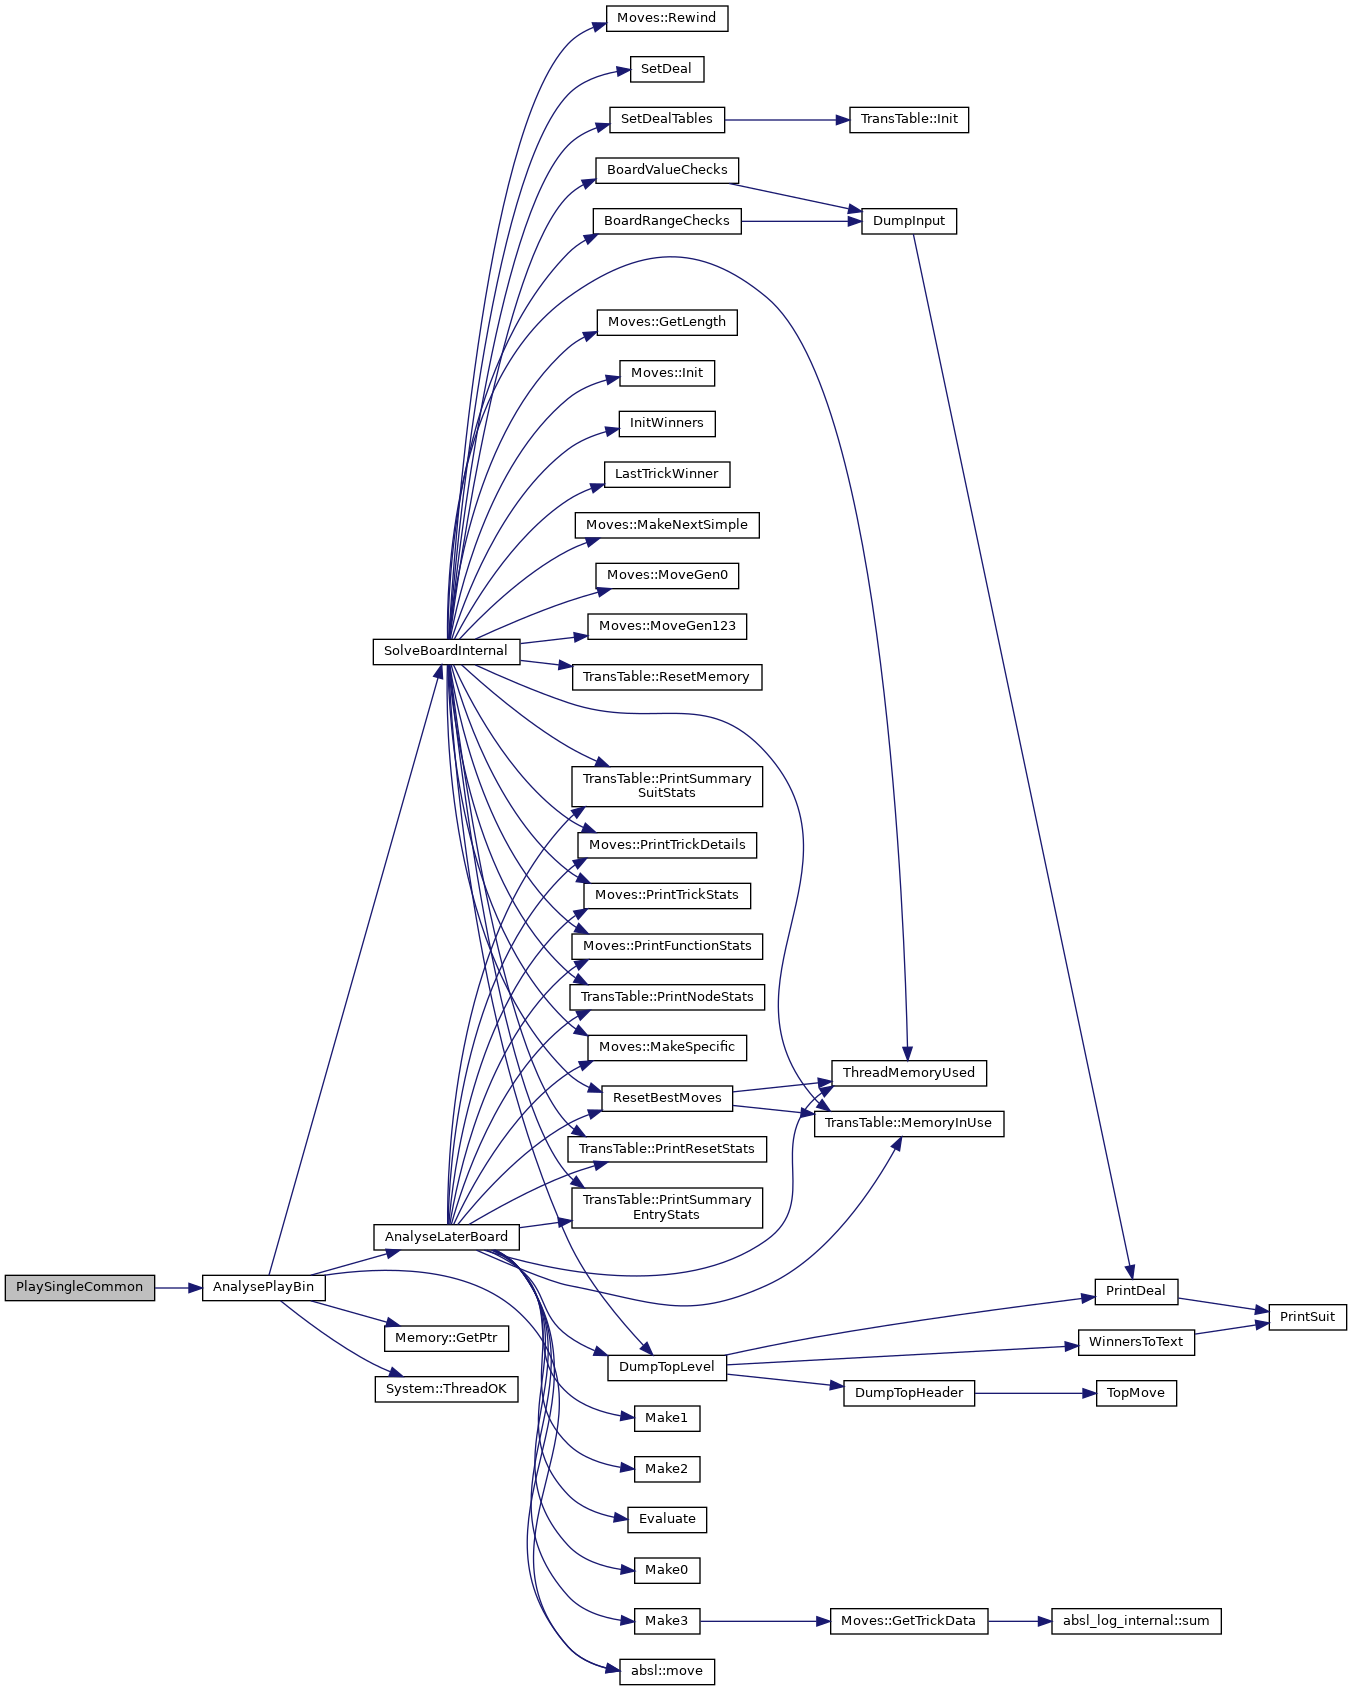 Moves::Rewind
SetDeal
SetDealTables
TransTable::Init
BoardValueChecks
BoardRangeChecks
DumpInput
Moves::GetLength
Moves::Init
InitWinners
LastTrickWinner
Moves::MakeNextSimple
Moves::MoveGen0
Moves::MoveGen123
SolveBoardInternal
TransTable::ResetMemory
TransTable::PrintSummary
SuitStats
Moves::PrintTrickDetails
Moves::PrintTrickStats
Moves::PrintFunctionStats
TransTable::PrintNodeStats
Moves::MakeSpecific
ThreadMemoryUsed
ResetBestMoves
TransTable::MemoryInUse
TransTable::PrintResetStats
TransTable::PrintSummary
EntryStats
AnalyseLaterBoard
PlaySingleCommon
AnalysePlayBin
PrintDeal
PrintSuit
Memory::GetPtr
WinnersToText
DumpTopLevel
System::ThreadOK
DumpTopHeader
TopMove
Make1
Make2
Evaluate
Make0
Make3
Moves::GetTrickData
absl_log_internal::sum
absl::move